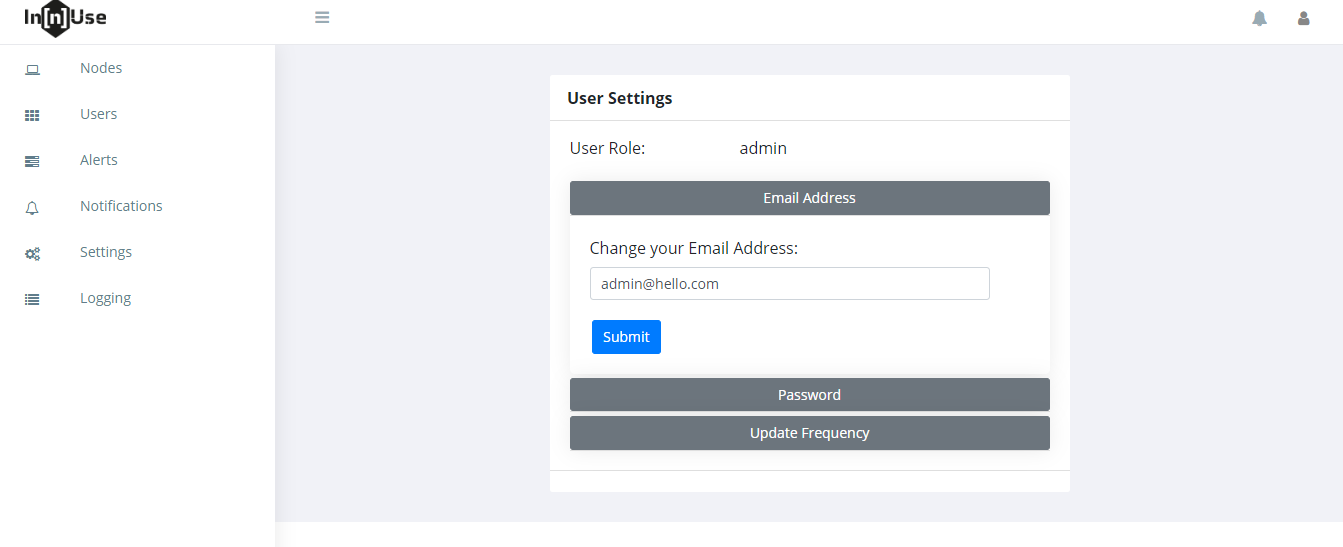 In[n]Use
Nodes
Users
Alerts
Notifications
Settings
Logging
User Settings
User Role: admin
Email Address
Change your Email Address:
admin@hello.com
Submit
Password
Update Frequency